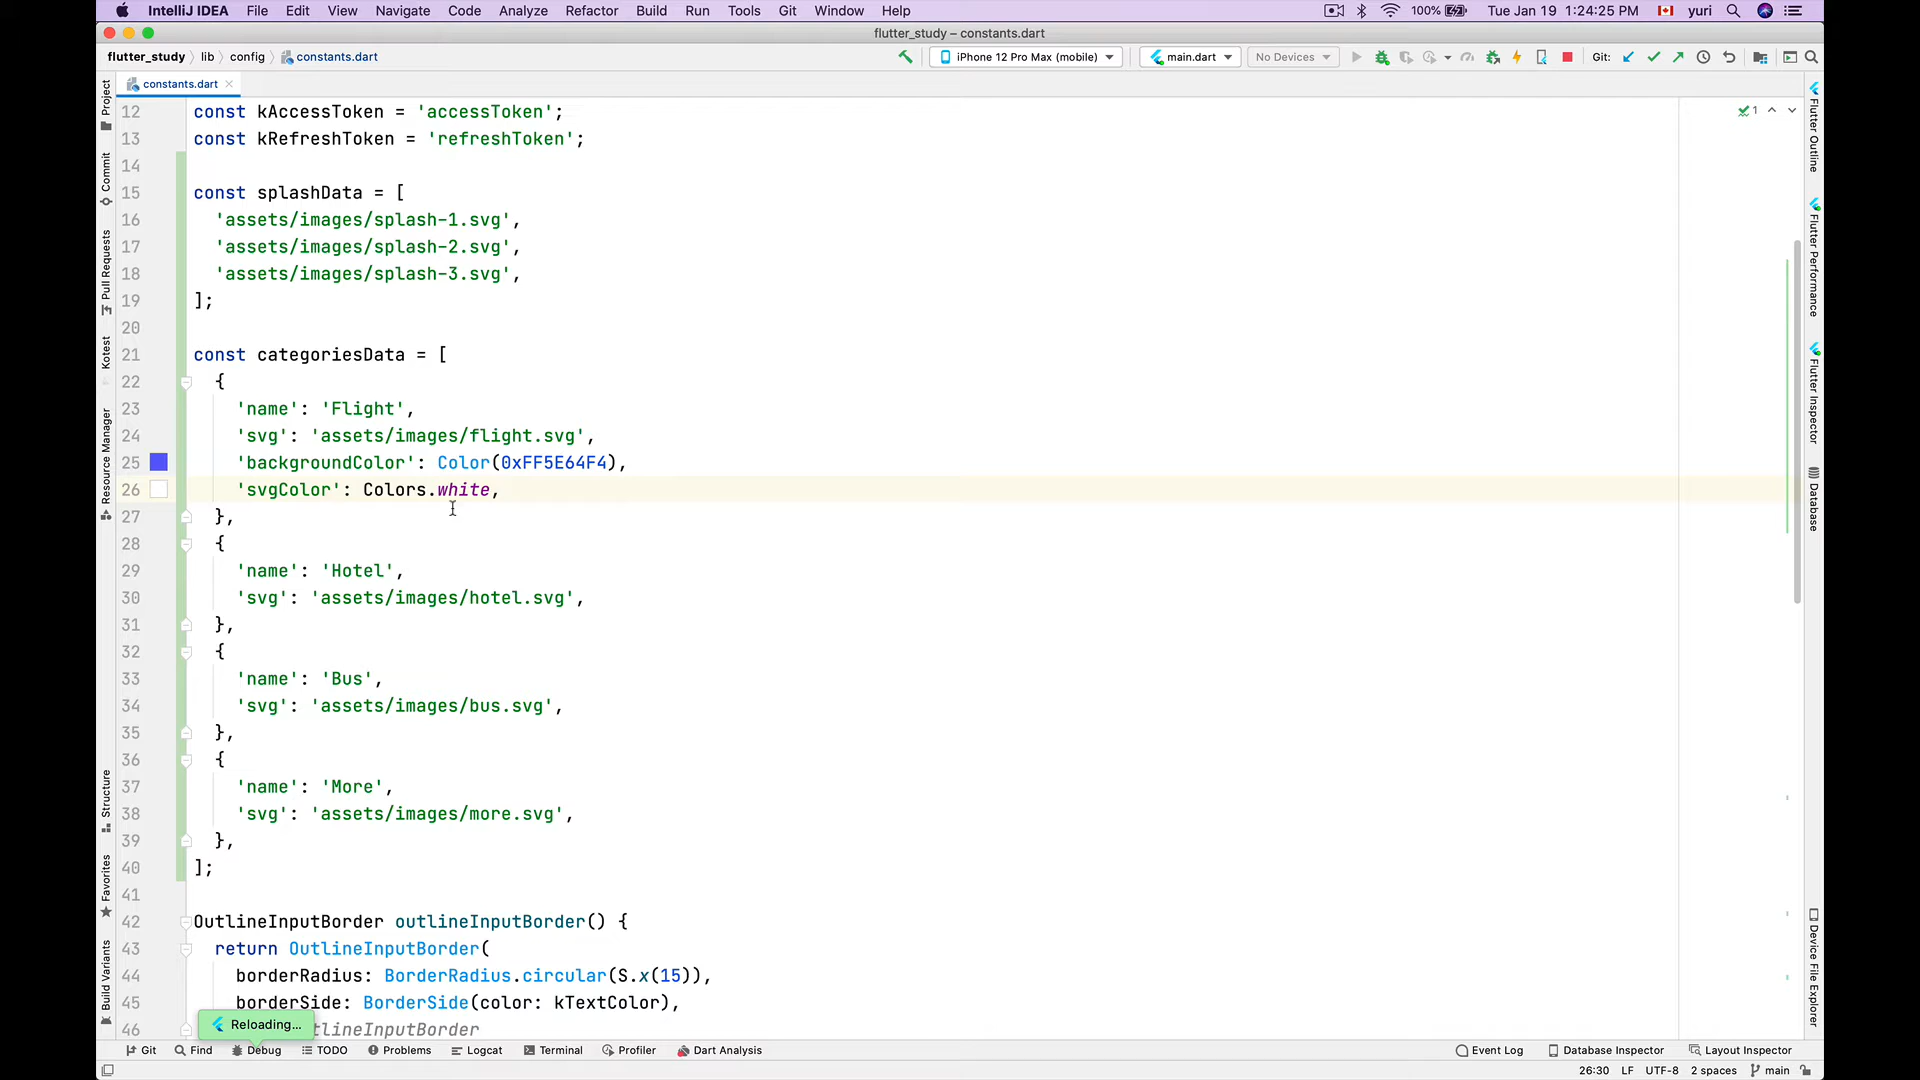 IntelliJ IDEA File Edit View Navigate Code Analyze Refactor Build Run Tools Git Window Help 100% Tue Jan 19 1:24:25 PM yuri
flutter_study – constants.dart
flutter_study lib config constants.dart iPhone 12 Pro Max (mobile) main.dart No Devices Git:
constants.dart
12 const kAccessToken = 'accessToken';
13 const kRefreshToken = 'refreshToken';
14
15 const splashData = [
16 'assets/images/splash-1.svg',
17 'assets/images/splash-2.svg',
18 'assets/images/splash-3.svg',
19 ];
20
21 const categoriesData = [
22 {
23 'name': 'Flight',
24 'svg': 'assets/images/flight.svg',
25 'backgroundColor': Color(0xFF5E64F4),
26 'svgColor': Colors.white,
27 },
28 {
29 'name': 'Hotel',
30 'svg': 'assets/images/hotel.svg',
31 },
32 {
33 'name': 'Bus',
34 'svg': 'assets/images/bus.svg',
35 },
36 {
37 'name': 'More',
38 'svg': 'assets/images/more.svg',
39 },
40 ];
41
42 OutlineInputBorder outlineInputBorder() {
43 return OutlineInputBorder(
44 borderRadius: BorderRadius.circular(S.x(15)),
45 borderSide: BorderSide(color: kTextColor),
46 tlineInputBorder
Reloading...
1
Project
Commit
Pull Requests
Kotest
Resource Manager
Structure
Favorites
Build Variants
Flutter Outline
Flutter Performance
Flutter Inspector
Database
Device File Explorer
Git Find Debug TODO Problems Logcat Terminal Profiler Dart Analysis Event Log Database Inspector Layout Inspector
26:30 LF UTF-8 2 spaces main